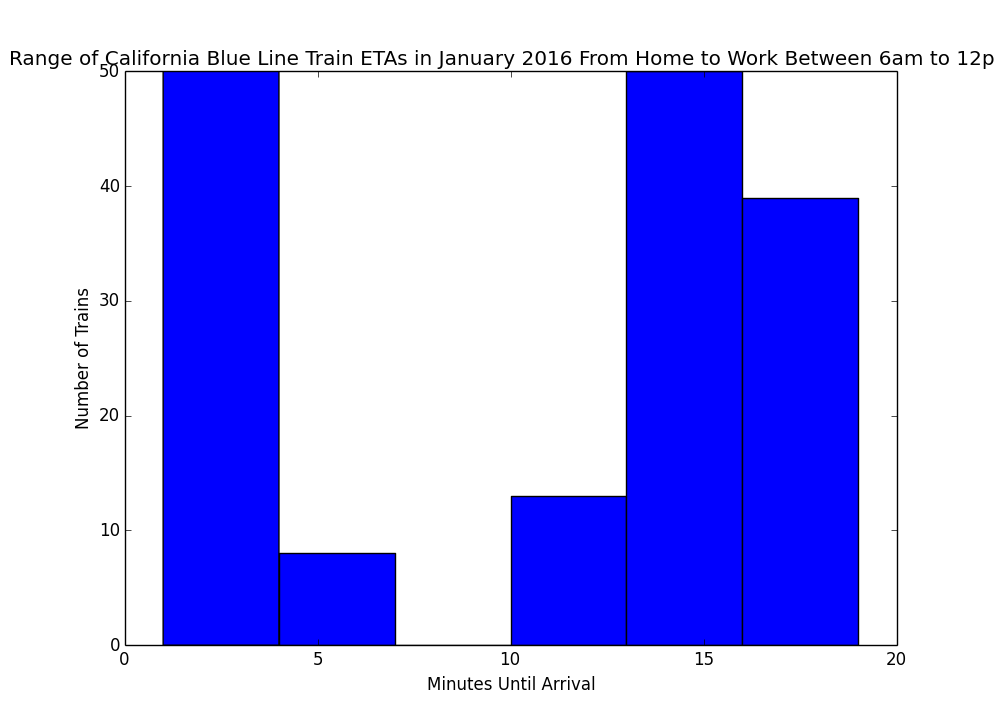 Range of California Blue Line Train ETAs in January 2016 From Home to Work Between 6am to 12p
50
40
30
20
10
0
Number of Trains
0 5 10 15 20
Minutes Until Arrival